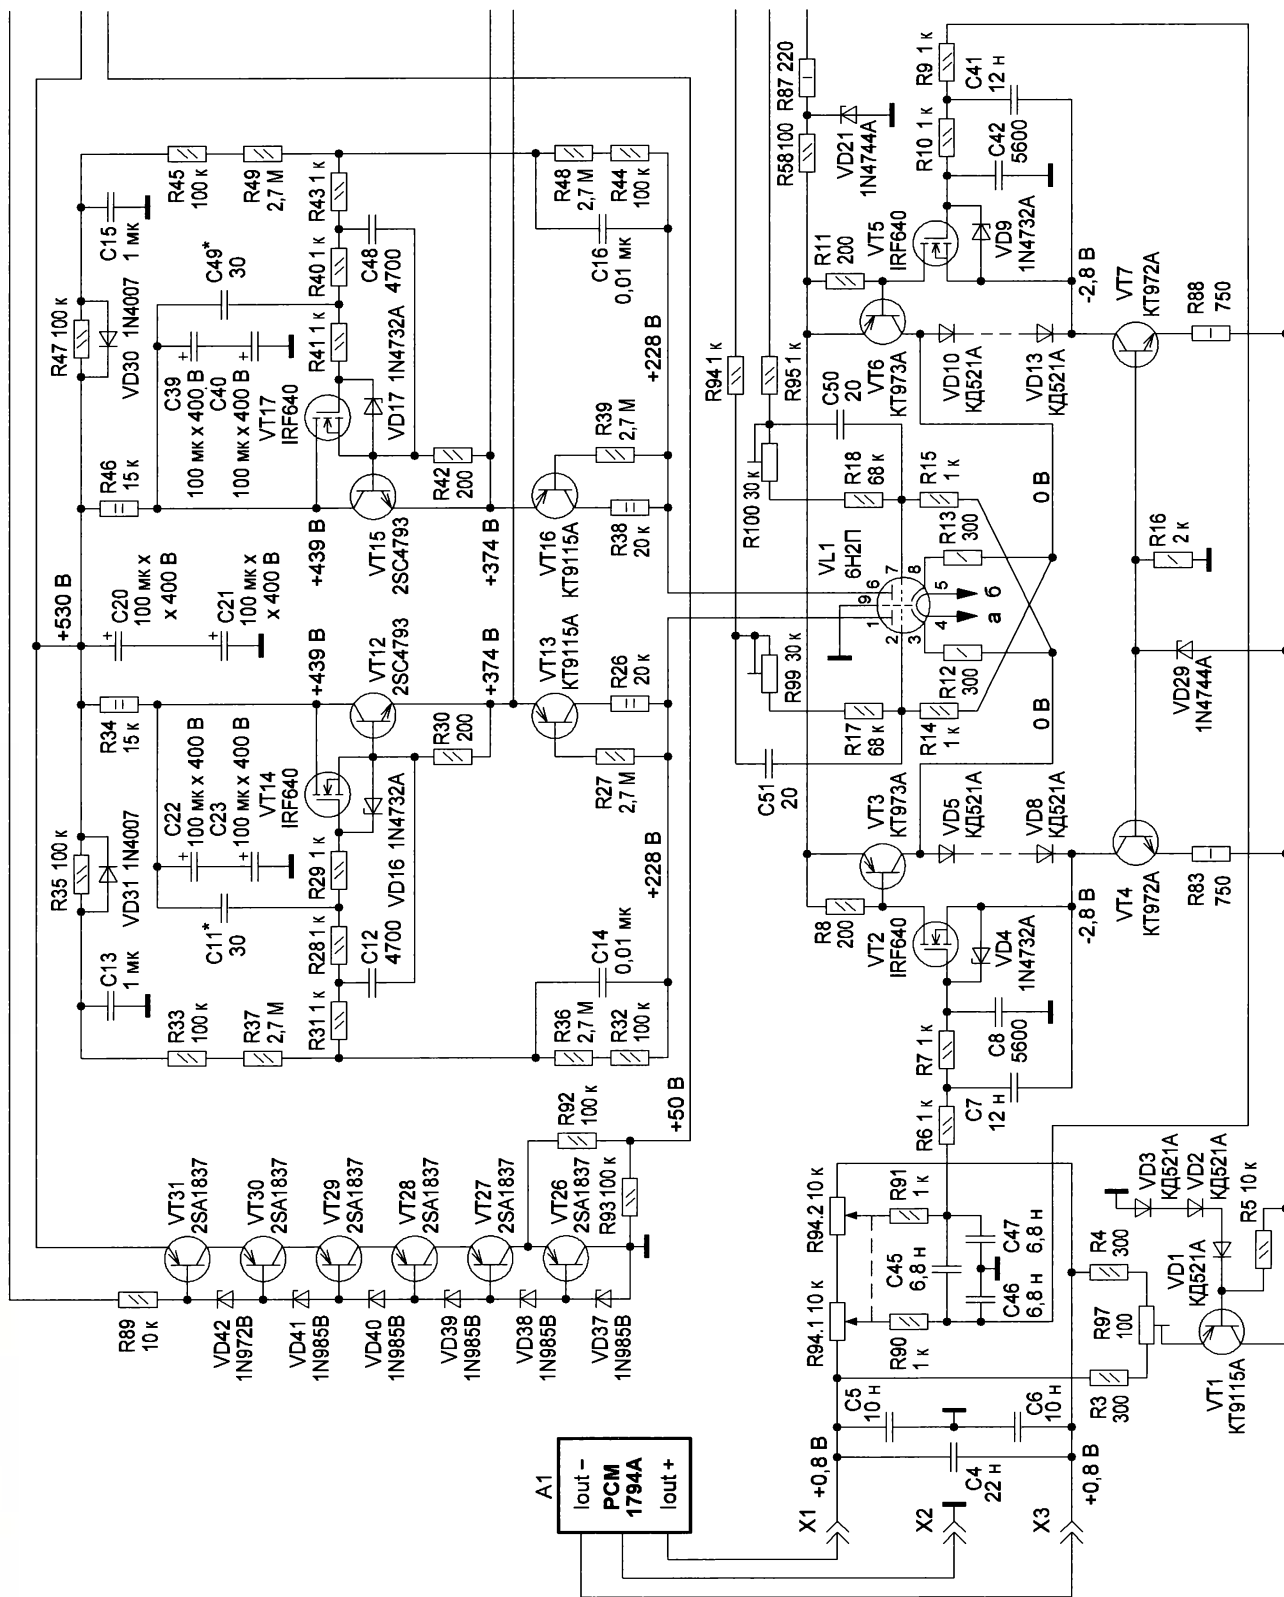 +530 В
R47 100 к
VD30 1N4007
C15
1 мк
R45
100 к
R49
2,7 М
R46
15 к
C49*
30
C39
100 мк x 400 В
C40
100 мк x 400 В
VT17
IRF640
R41 1 к
R40 1 к
R43 1 к
C48
4700
VD17 1N4732A
+439 В
VT15
2SC4793
R42
200
+374 В
VT16
КТ9115А
R39
2,7 М
R38
20 к
+228 В
C16
0,01 мк
R48
2,7 М
R44
100 к
C20
100 мк x
x 400 В
C21
100 мк x
x 400 В
R35 100 к
VD31 1N4007
R34
15 к
C22
100 мк x 400 В
C23
100 мк x 400 В
C11*
30
C13
1 мк
R33
100 к
R37
2,7 М
VT14
IRF640
R29 1 к
R28 1 к
R31 1 к
C12
4700
VD16 1N4732A
+439 В
VT12
2SC4793
R30
200
+374 В
VT13
КТ9115А
R26
20 к
R27
2,7 М
+228 В
C14
0,01 мк
R36
2,7 М
R32
100 к
R92
100 к
+50 В
R93 100 к
VT31
2SA1837
VT30
2SA1837
VT29
2SA1837
VT28
2SA1837
VT27
2SA1837
VT26
2SA1837
R89
10 к
VD42
1N972B
VD41
1N985B
VD40
1N985B
VD39
1N985B
VD38
1N985B
VD37
1N985B
A1
Iout –
PCM
1794A
Iout +
X1
X2
X3
+0,8 В
+0,8 В
C5
10 н
C6
10 н
C4
22 н
R94.1 10 к
R94.2 10 к
R90
1 к
R91
1 к
C45
6,8 н
C46
6,8 н
C47
6,8 н
R3
300
R4
300
R97
100
VT1
КТ9115А
VD1
КД521А
VD3
КД521А
VD2
КД521А
R5 10 к
R6 1 к
R7 1 к
C7
12 н
C8
5600
R8
200
VT2
IRF640
VD4
1N4732A
-2,8 В
VT3
КТ973А
VD5
КД521А
VD8
КД521А
VT4
КТ972А
R83
750
VD29
1N4744A
R16
2 к
0 В
0 В
R94 1 к
R95 1 к
R99 30 к
R100 30 к
C51
20
C50
20
R17
68 к
R18
68 к
R14
1 к
R15
1 к
R12
300
R13
300
VL1
6Н2П
1
2
3
4
5
6
7
8
9
а
б
R58 100
R87 220
VD21
1N4744A
R11
200
VT5
IRF640
VT6
КТ973А
VD10
КД521А
VD13
КД521А
VD9
1N4732A
-2,8 В
VT7
КТ972А
R88
750
R10 1 к
R9 1 к
C42
5600
C41
12 н